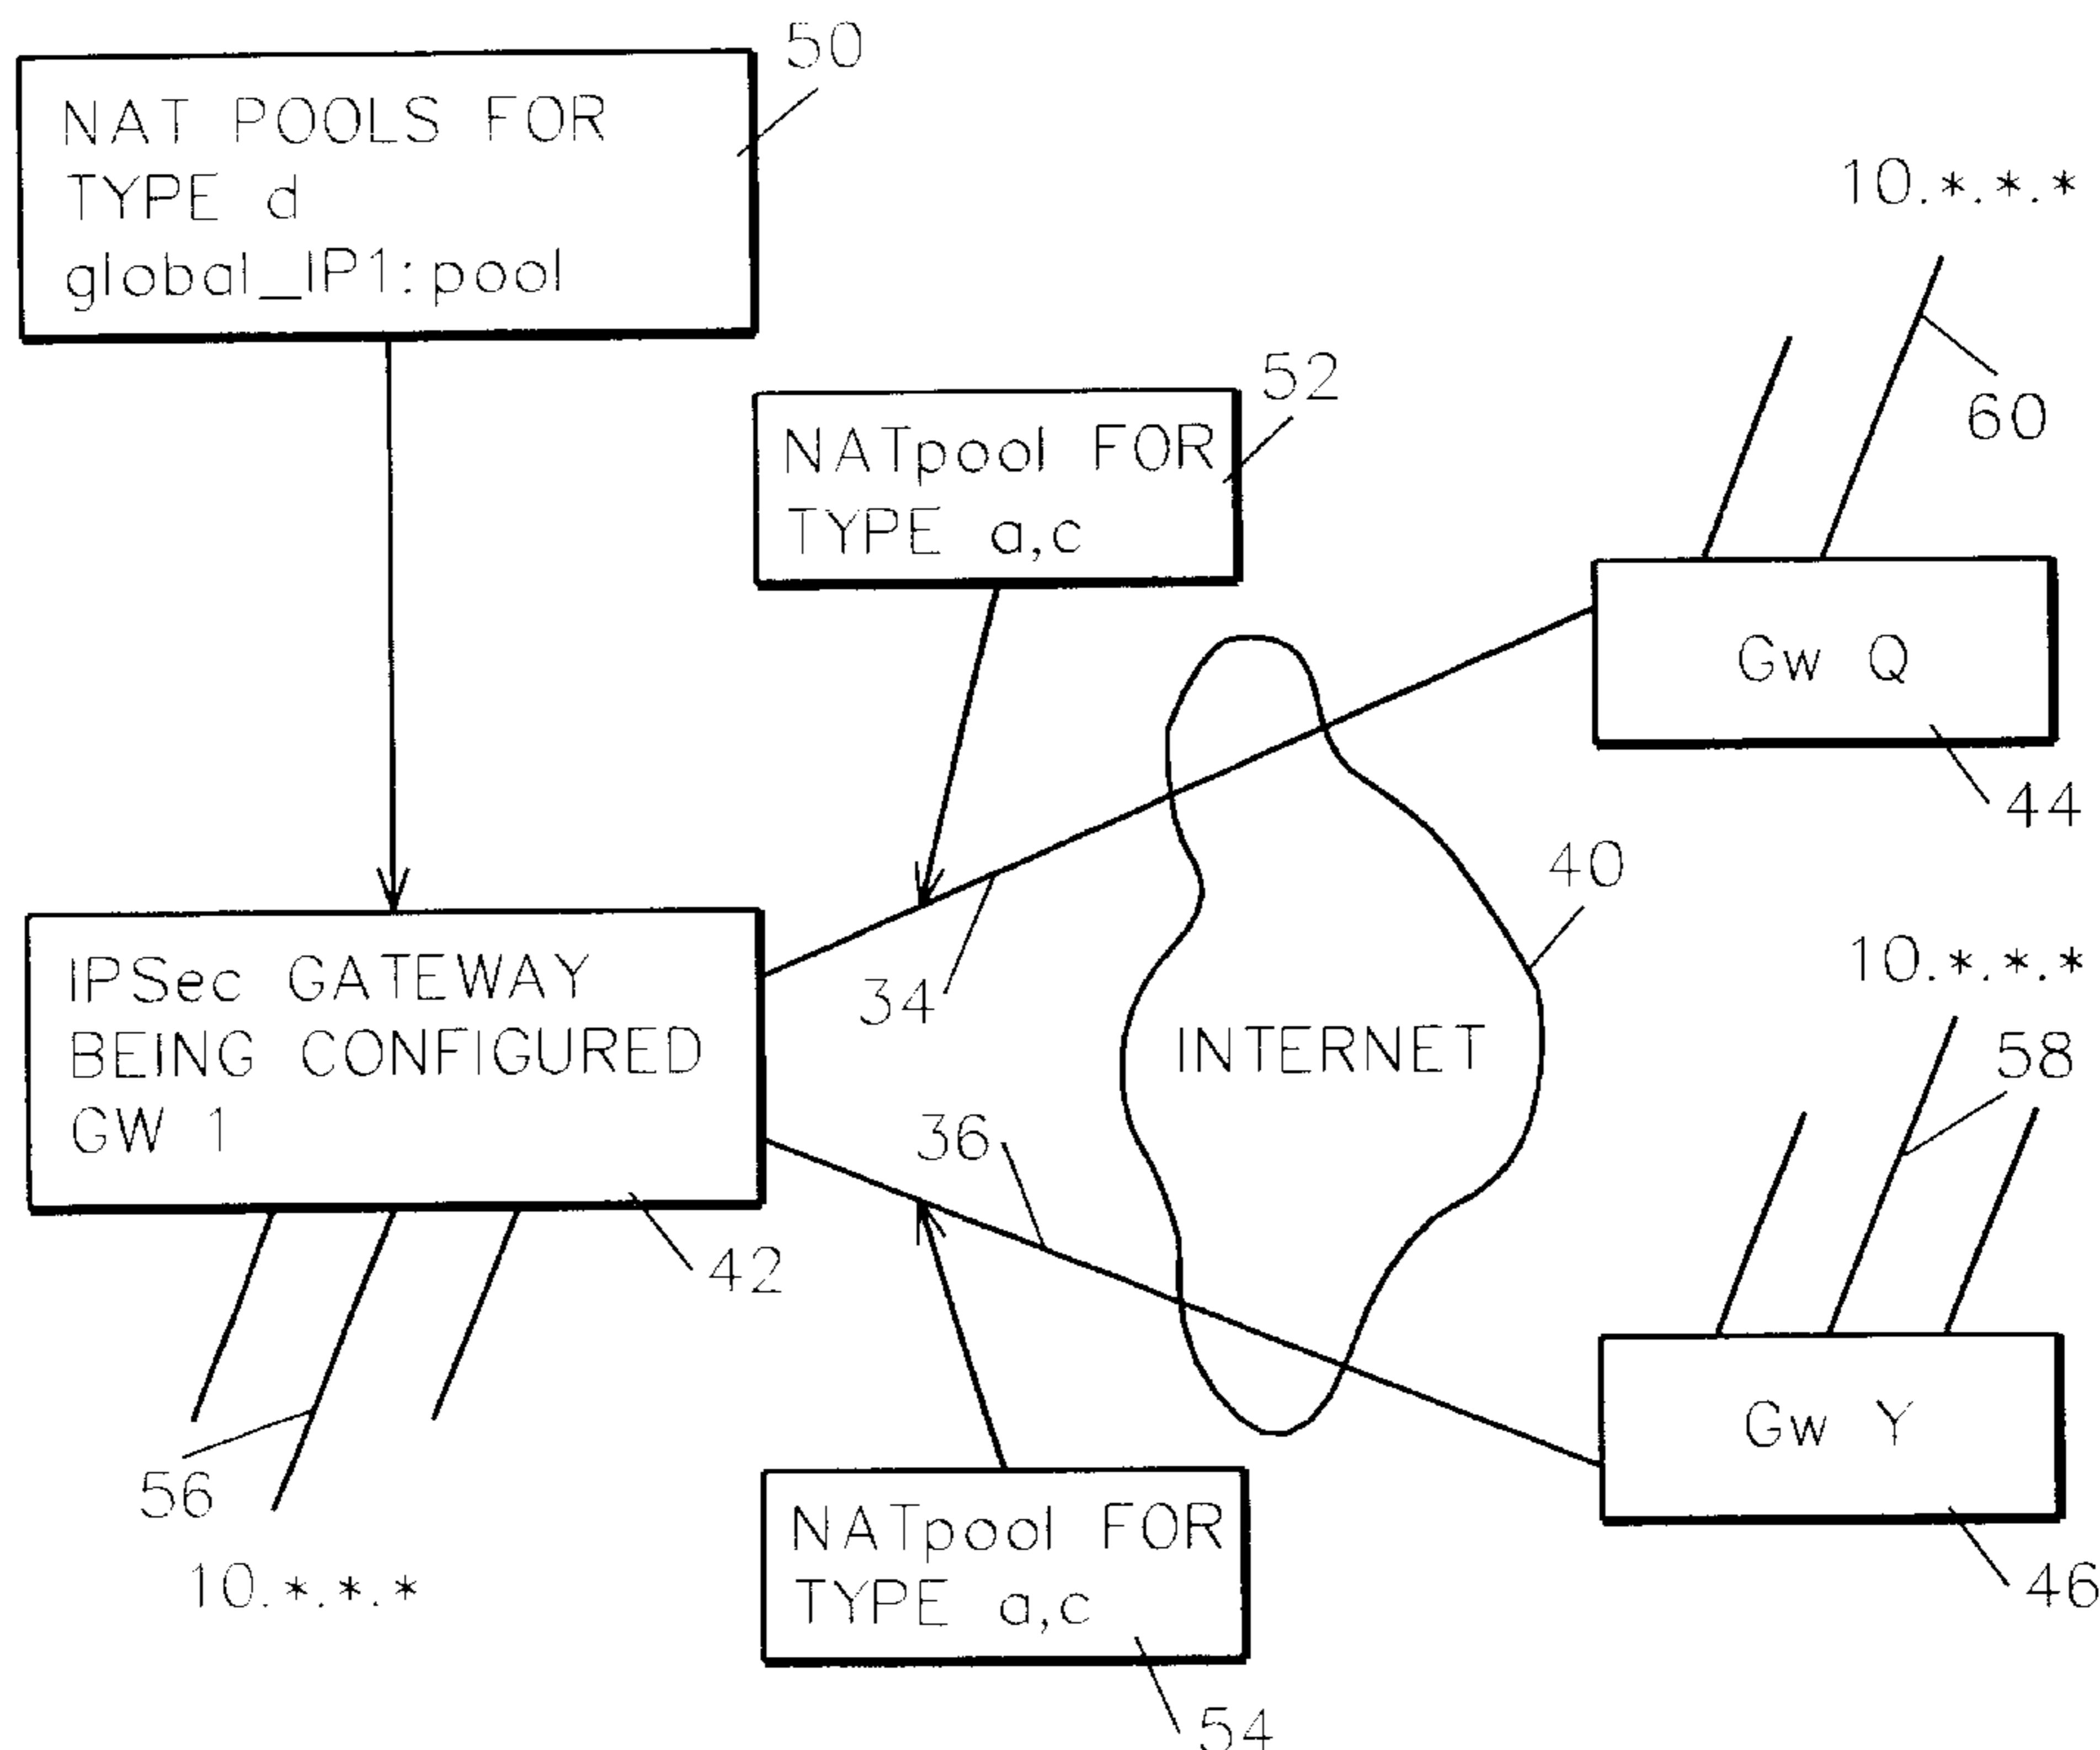 50
NAT POOLS FOR
TYPE d
global_IP1:pool
10.*.*.*
52
NATpool FOR
TYPE a,c
60
Gw Q
44
40
IPSec GATEWAY
BEING CONFIGURED
GW 1
34
10.*.*.*
INTERNET
58
36
42
Gw Y
56
NATpool FOR
TYPE a,c
10.*.*.*
46
54